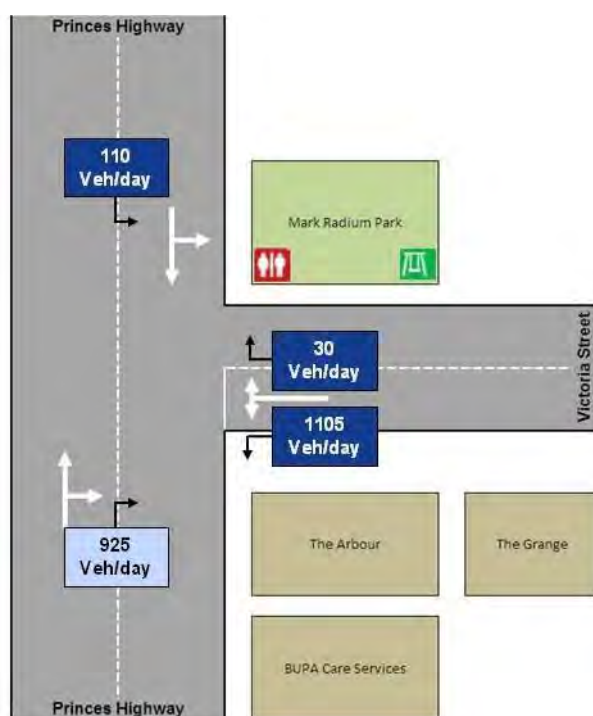 Princes Highway
110
Veh/day
Mark Radium Park
30
Veh/day
Victoria Street
1105
Veh/day
925
Veh/day
The Arbour
The Grange
BUPA Care Services
Princes Highway